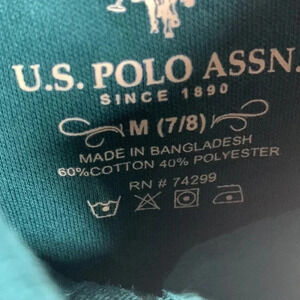 U.S. POLO ASSN.
SINCE 1890
M (7/8)
MADE IN BANGLADESH
60%COTTON 40% POLYESTER
RN # 74299